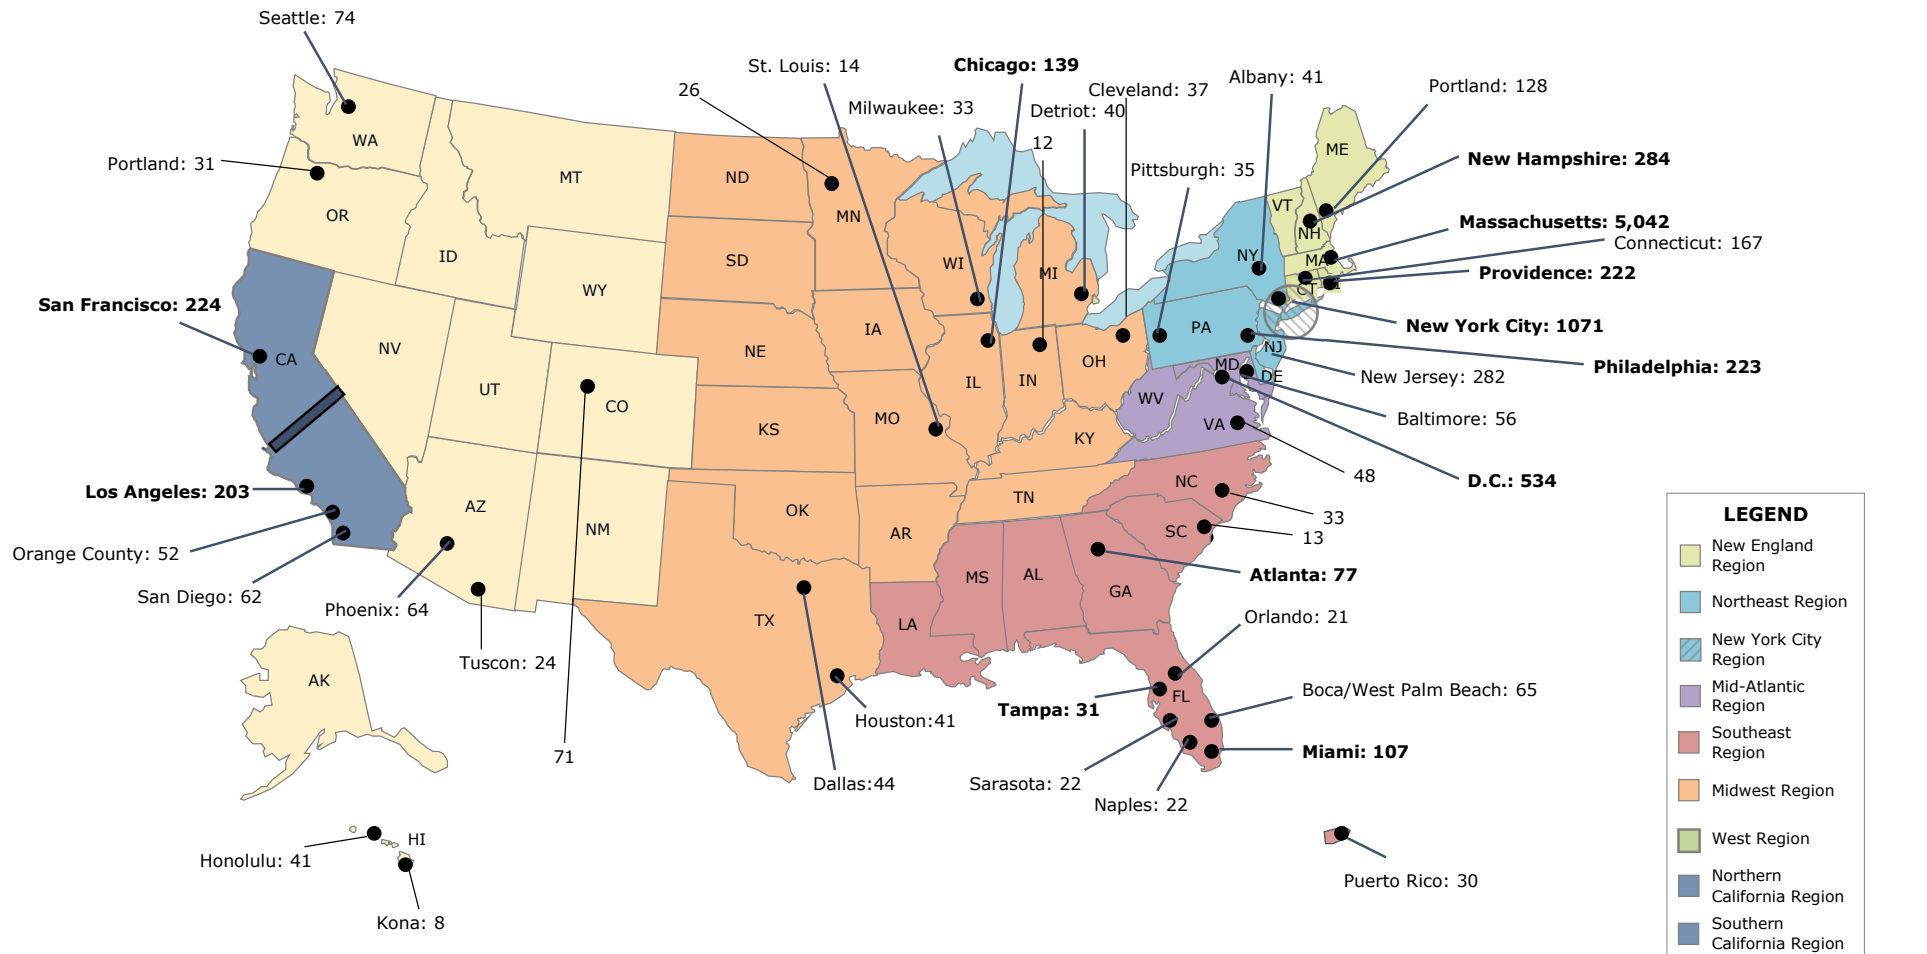 Seattle: 74
St. Louis: 14
Chicago: 139
Albany: 41
Portland: 128
26
Milwaukee: 33
Detriot: 40
Cleveland: 37
12
Pittsburgh: 35
New Hampshire: 284
Portland: 31
Massachusetts: 5,042
Connecticut: 167
Providence: 222
San Francisco: 224
New York City: 1071
Philadelphia: 223
New Jersey: 282
Baltimore: 56
48
D.C.: 534
Los Angeles: 203
33
13
Orange County: 52
San Diego: 62
Phoenix: 64
Atlanta: 77
Orlando: 21
Tuscon: 24
Boca/West Palm Beach: 65
Tampa: 31
Houston:41
71
Miami: 107
Dallas:44
Sarasota: 22
Naples: 22
Honolulu: 41
Kona: 8
Puerto Rico: 30
WA
OR
MT
ID
WY
ND
SD
MN
WI
MI
NY
VT
ME
NH
MA
CT
CA
NV
UT
CO
NE
IA
IL
IN
OH
PA
NJ
MD
DE
WV
VA
KS
MO
KY
AZ
NM
OK
AR
TN
NC
SC
TX
LA
MS
AL
GA
FL
AK
HI
LEGEND
New England
Region
Northeast Region
New York City
Region
Mid-Atlantic
Region
Southeast
Region
Midwest Region
West Region
Northern
California Region
Southern
California Region